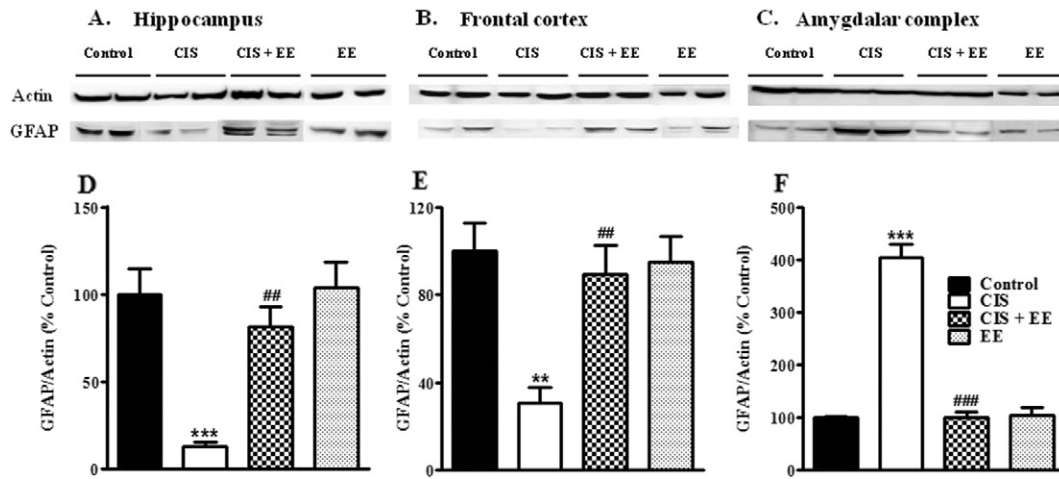 A. Hippocampus
Control CIS CIS + EE EE
B. Frontal cortex
Control CIS CIS + EE EE
C. Amygdalar complex
Control CIS CIS + EE EE
Actin
GFAP
D
GFAP/Actin (% Control)
150
100
50
0
***
##
E
GFAP/Actin (% Control)
120
80
40
0
**
##
F
GFAP/Actin (% Control)
500
400
300
200
100
0
***
###
Control
CIS
CIS + EE
EE